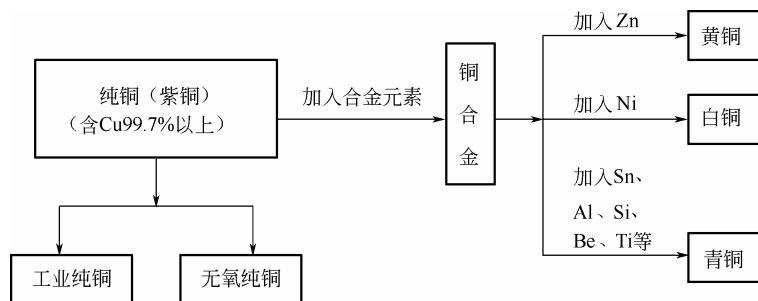 纯铜（紫铜）
（含Cu99.7%以上）
工业纯铜
无氧纯铜
加入合金元素
铜
合
金
加入Zn
黄铜
加入Ni
白铜
加入Sn、
Al、Si、
Be、Ti等
青铜